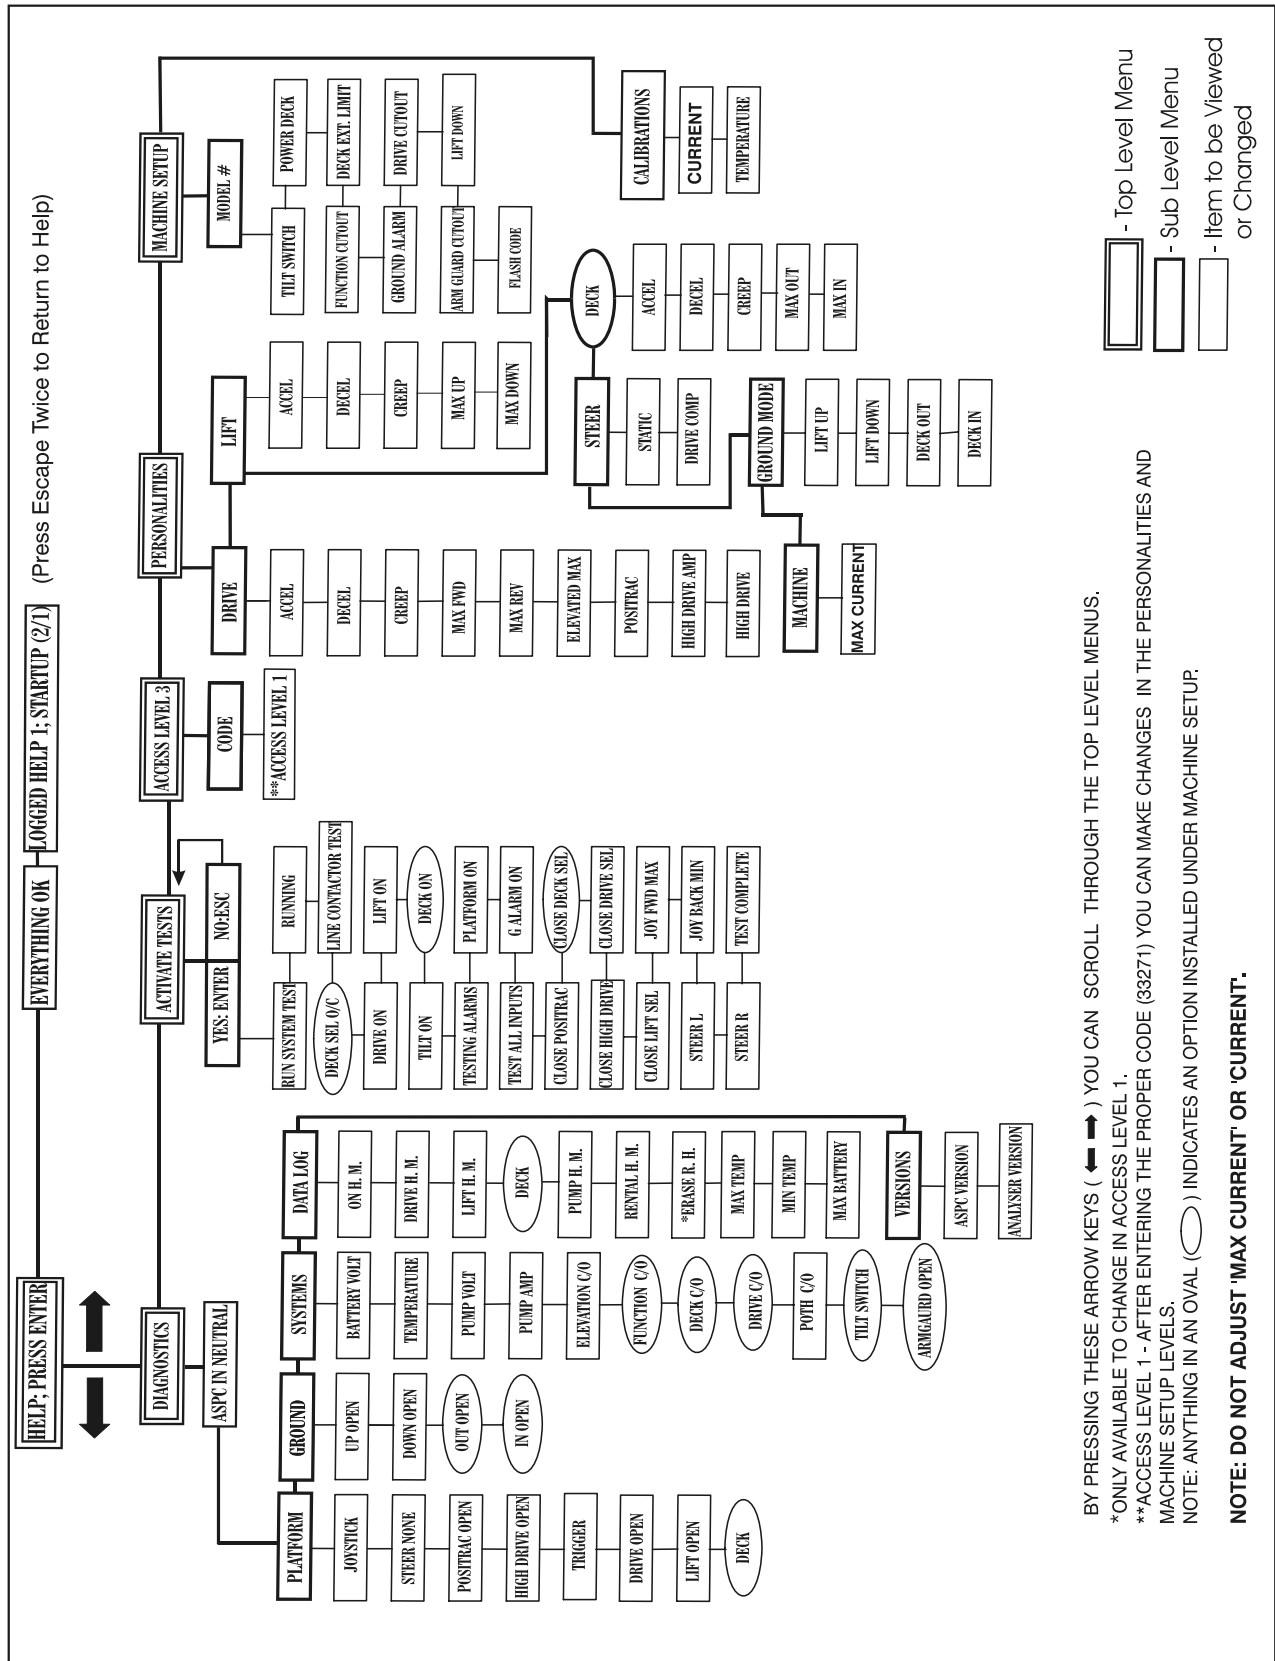 HELP; PRESS ENTER
EVERYTHING OK
LOGGED HELP 1; STARTUP (2/1)
(Press Escape Twice to Return to Help)
DIAGNOSTICS
ACTIVATE TESTS
ACCESS LEVEL 3
PERSONALITIES
MACHINE SETUP
ASPC IN NEUTRAL
PLATFORM
JOYSTICK
STEER NONE
POSITRAC OPEN
HIGH DRIVE OPEN
TRIGGER
DRIVE OPEN
LIFT OPEN
DECK
GROUND
UP OPEN
DOWN OPEN
OUT OPEN
IN OPEN
SYSTEMS
BATTERY VOLT
TEMPERATURE
PUMP VOLT
PUMP AMP
ELEVATION C/O
FUNCTION C/O
DECK C/O
DRIVE C/O
POTH C/O
TILT SWITCH
ARMGAURD OPEN
DATA LOG
ON H. M.
DRIVE H. M.
LIFT H. M.
DECK
PUMP H. M.
RENTAL H. M.
*ERASE R. H.
MAX TEMP
MIN TEMP
MAX BATTERY
VERSIONS
ASPC VERSION
ANALYSER VERSION
YES: ENTER
NO:ESC
RUN SYSTEM TEST
RUNNING
DECK SEL O/C
LINE CONTACTOR TEST
DRIVE ON
LIFT ON
TILT ON
DECK ON
TESTING ALARMS
PLATFORM ON
TEST ALL INPUTS
G ALARM ON
CLOSE POSITRAC
CLOSE DECK SEL
CLOSE HIGH DRIVE
CLOSE DRIVE SEL
CLOSE LIFT SEL
JOY FWD MAX
STEER L
JOY BACK MIN
STEER R
TEST COMPLETE
CODE
**ACCESS LEVEL 1
DRIVE
ACCEL
DECEL
CREEP
MAX FWD
MAX REV
ELEVATED MAX
POSITRAC
HIGH DRIVE AMP
HIGH DRIVE
LIFT
ACCEL
DECEL
CREEP
MAX UP
MAX DOWN
DECK
ACCEL
DECEL
CREEP
MAX OUT
MAX IN
STEER
STATIC
DRIVE COMP
GROUND MODE
LIFT UP
LIFT DOWN
DECK OUT
DECK IN
MACHINE
MAX CURRENT
MODEL #
TILT SWITCH
POWER DECK
FUNCTION CUTOUT
DECK EXT. LIMIT
GROUND ALARM
DRIVE CUTOUT
ARM GUARD CUTOUT
LIFT DOWN
FLASH CODE
CALIBRATIONS
CURRENT
TEMPERATURE
- Top Level Menu
- Sub Level Menu
- Item to be Viewed
or Changed
BY PRESSING THESE ARROW KEYS ( ) YOU CAN SCROLL THROUGH THE TOP LEVEL MENUS.
*ONLY AVAILABLE TO CHANGE IN ACCESS LEVEL 1.
**ACCESS LEVEL 1 - AFTER ENTERING THE PROPER CODE (33271) YOU CAN MAKE CHANGES IN THE PERSONALITIES AND
MACHINE SETUP LEVELS.
NOTE: ANYTHING IN AN OVAL ( ) INDICATES AN OPTION INSTALLED UNDER MACHINE SETUP.
NOTE: DO NOT ADJUST 'MAX CURRENT' OR 'CURRENT'.